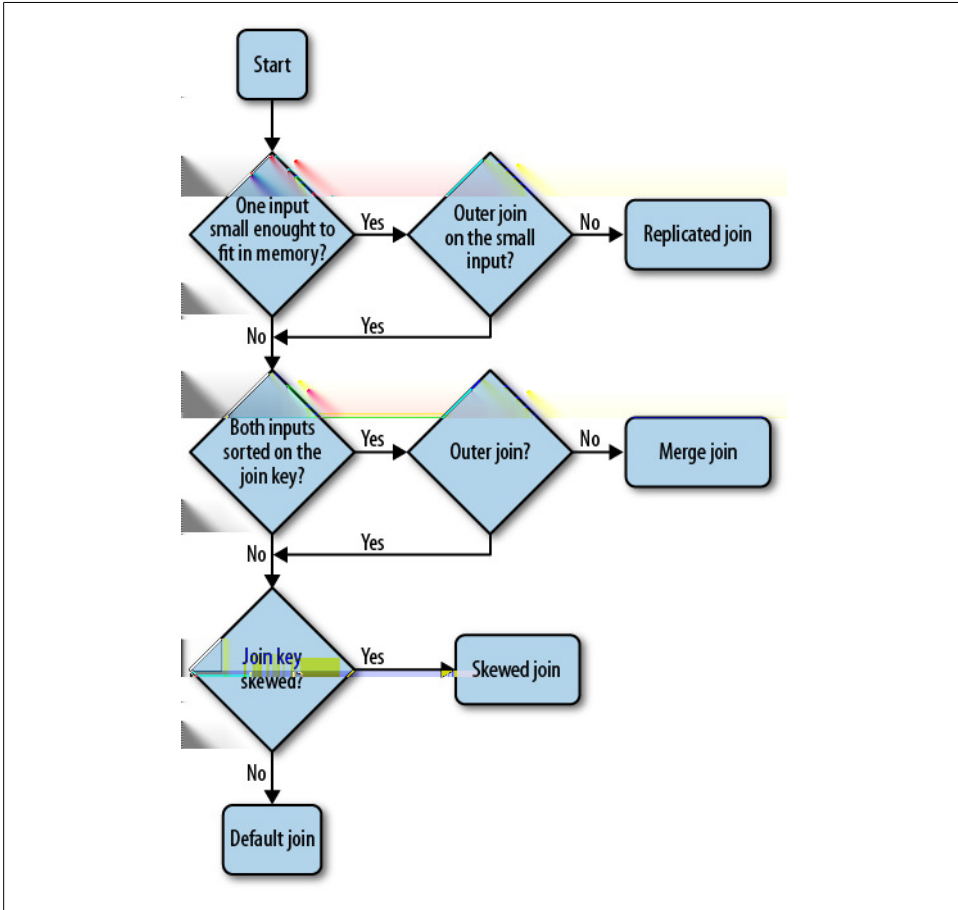 Start
One input
small enought to
fit in memory?
Yes
Outer join
on the small
input?
No
Replicated join
No
Yes
Both inputs
sorted on the
join key?
Yes
Outer join?
No
Merge join
No
Yes
Join key
skewed?
Yes
Skewed join
No
Default join